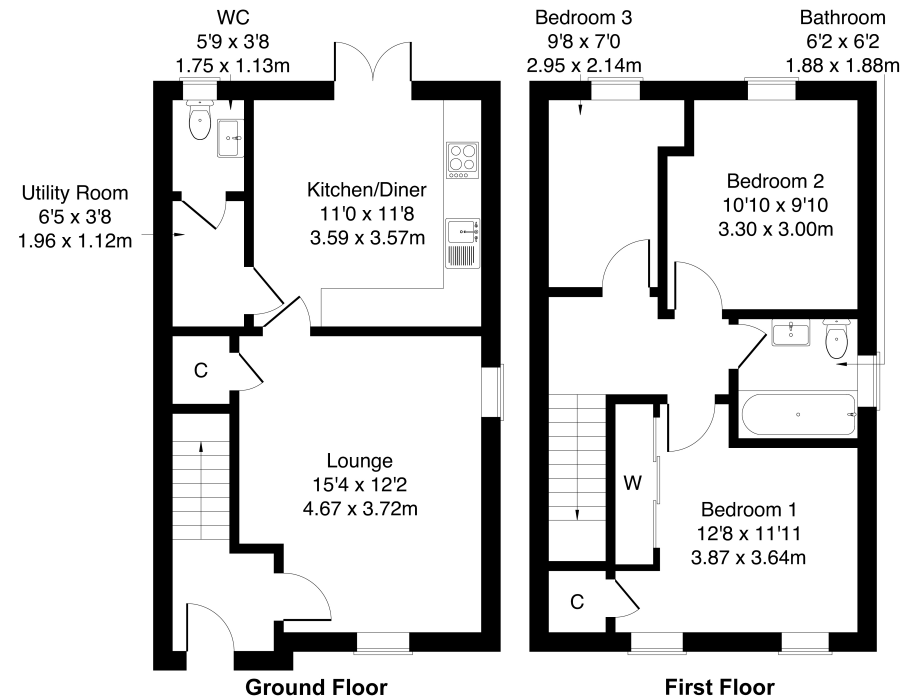 WC
5'9 x 3'8
1.75 x 1.13m
Bedroom 3
9'8 x 7'0
2.95 x 2.14m
Bathroom
6'2 x 6'2
1.88 x 1.88m
Utility Room
6'5 x 3'8
1.96 x 1.12m
Kitchen/Diner
11'0 x 11'8
3.59 x 3.57m
Bedroom 2
10'10 x 9'10
3.30 x 3.00m
C
Lounge
15'4 x 12'2
4.67 x 3.72m
W
Bedroom 1
12'8 x 11'11
3.87 x 3.64m
C
Ground Floor
First Floor